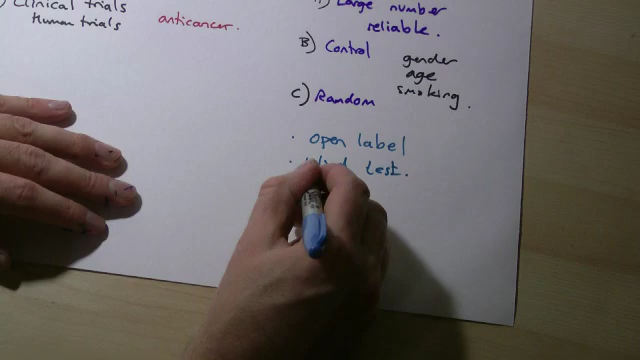 Clinical trials
Human trials
anticancer.
Large number
reliable.
B) Control
gender
age
smoking.
C) Random
· open label
· test.